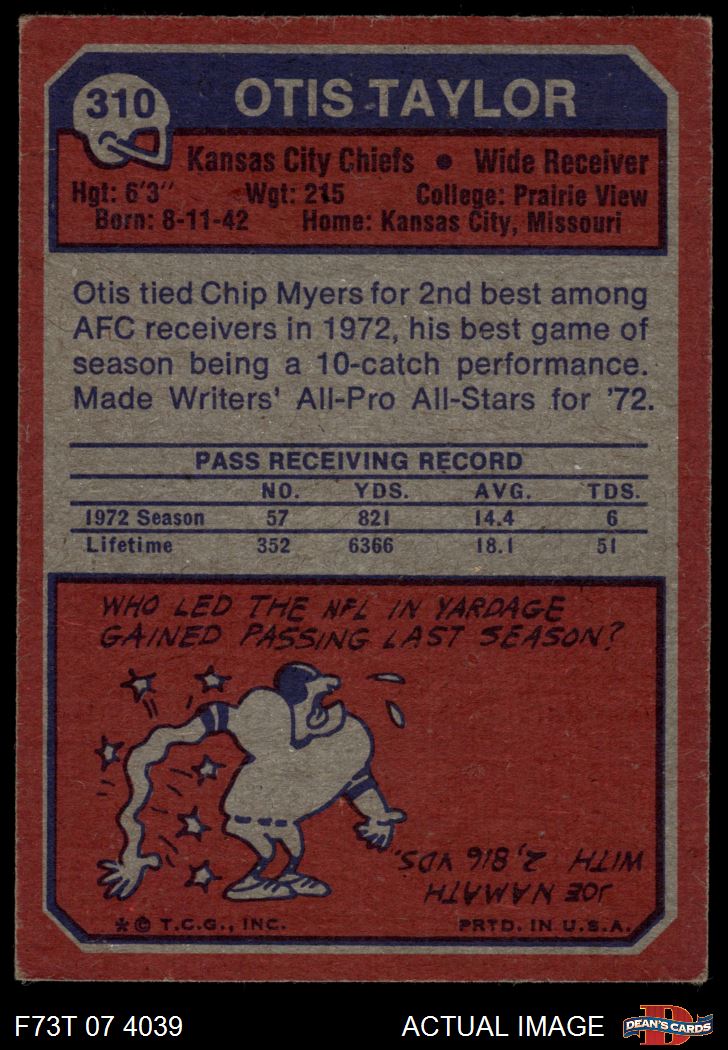 310
OTIS TAYLOR
Kansas City Chiefs • Wide Receiver
Hgt: 6'3" Wgt: 215 College: Prairie View
Born: 8-11-42 Home: Kansas City, Missouri
Otis tied Chip Myers for 2nd best among
AFC receivers in 1972, his best game of
season being a 10-catch performance.
Made Writers' All-Pro All-Stars for '72.
PASS RECEIVING RECORD
NO. YDS. AVG. TDS.
1972 Season 57 821 14.4 6
Lifetime 352 6366 18.1 51
WHO LED THE NFL IN YARDAGE
GAINED PASSING LAST SEASON?
JOE NAMATH
WITH 2,816 YDS.
* © T.C.G., INC. PRTD. IN U.S.A.
F73T 07 4039 ACTUAL IMAGE D DEAN'S CARDS